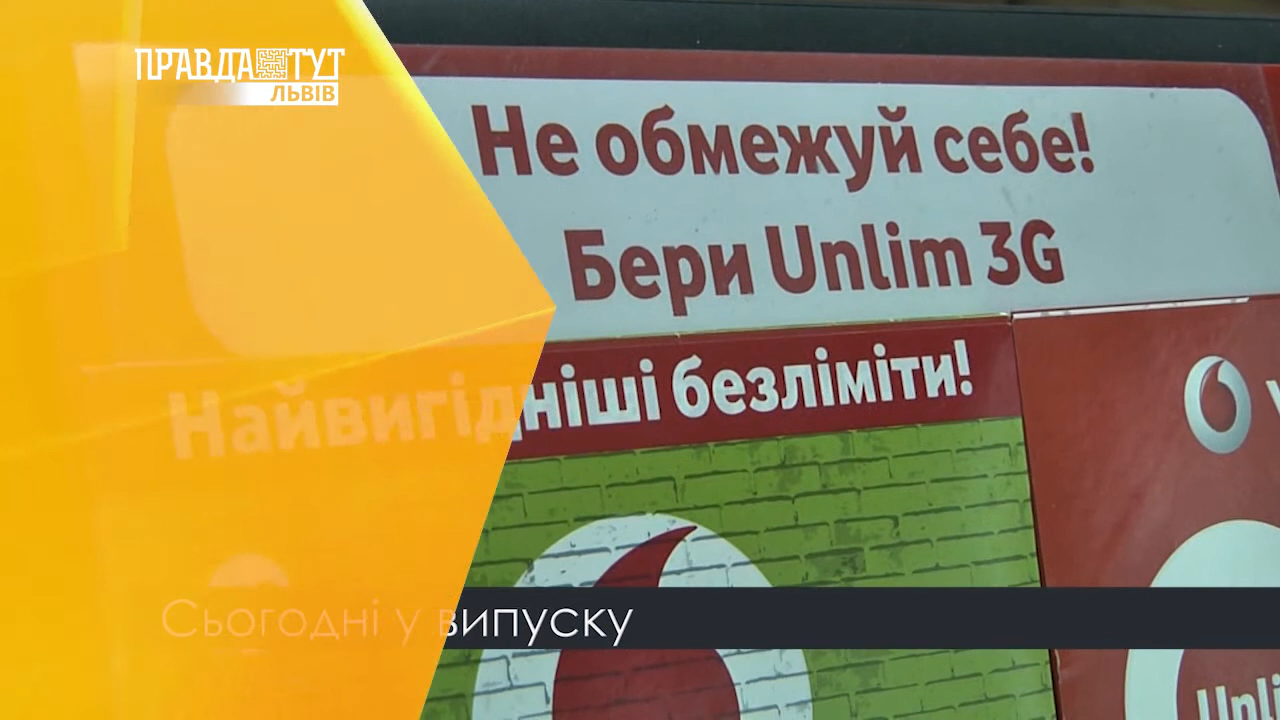 ПРАВДА ТУТ
ЛЬВІВ
Не обмежуй себе!
Бери Unlim 3G
Найвигідніші безліміти!
Сьогодні у випуску